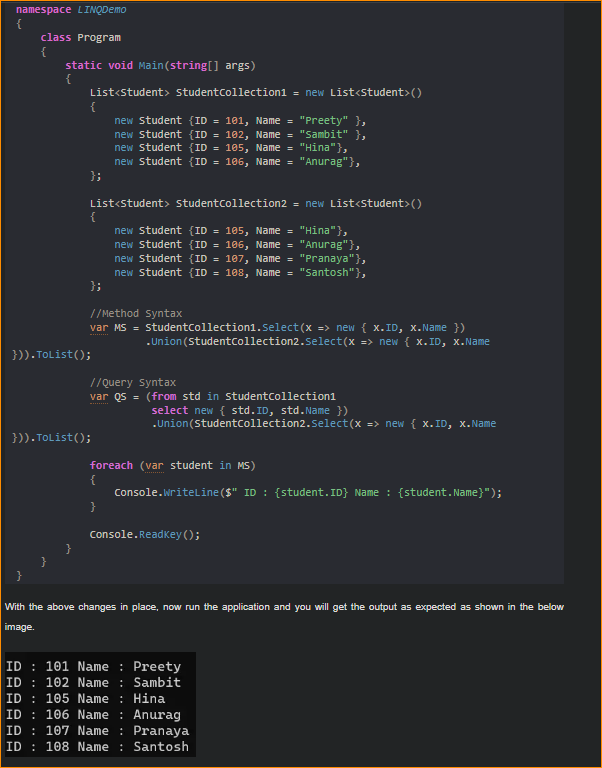 namespace LINQDemo
{
class Program
{
static void Main(string[] args)
{
List<Student> StudentCollection1 = new List<Student>()
{
new Student {ID = 101, Name = "Preety" },
new Student {ID = 102, Name = "Sambit" },
new Student {ID = 105, Name = "Hina"},
new Student {ID = 106, Name = "Anurag"},
};
List<Student> StudentCollection2 = new List<Student>()
{
new Student {ID = 105, Name = "Hina"},
new Student {ID = 106, Name = "Anurag"},
new Student {ID = 107, Name = "Pranaya"},
new Student {ID = 108, Name = "Santosh"},
};
//Method Syntax
var MS = StudentCollection1.Select(x => new { x.ID, x.Name })
.Union(StudentCollection2.Select(x => new { x.ID, x.Name
})).ToList();
//Query Syntax
var QS = (from std in StudentCollection1
select new { std.ID, std.Name })
.Union(StudentCollection2.Select(x => new { x.ID, x.Name
})).ToList();
foreach (var student in MS)
{
Console.WriteLine($" ID : {student.ID} Name : {student.Name}");
}
Console.ReadKey();
}
}
}
With the above changes in place, now run the application and you will get the output as expected as shown in the below
image.
ID : 101 Name : Preety
ID : 102 Name : Sambit
ID : 105 Name : Hina
ID : 106 Name : Anurag
ID : 107 Name : Pranaya
ID : 108 Name : Santosh